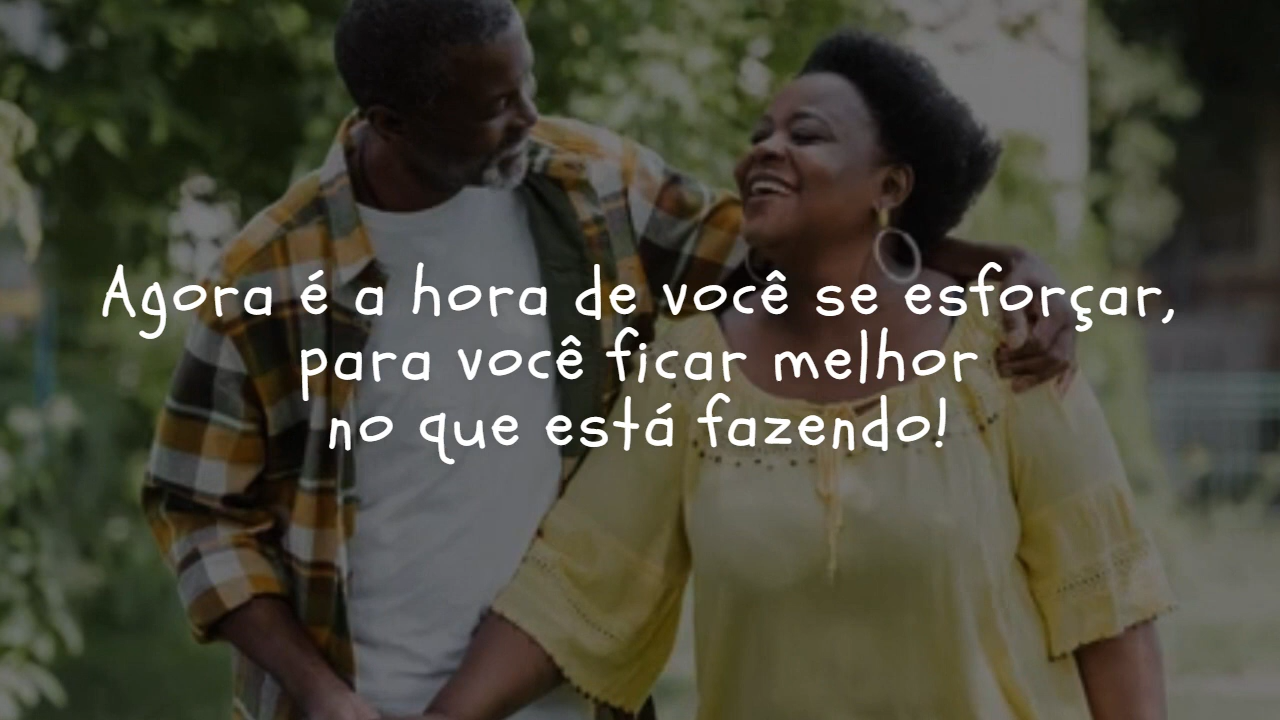 Agora é a hora de você se esforçar,
para você ficar melhor
no que está fazendo!